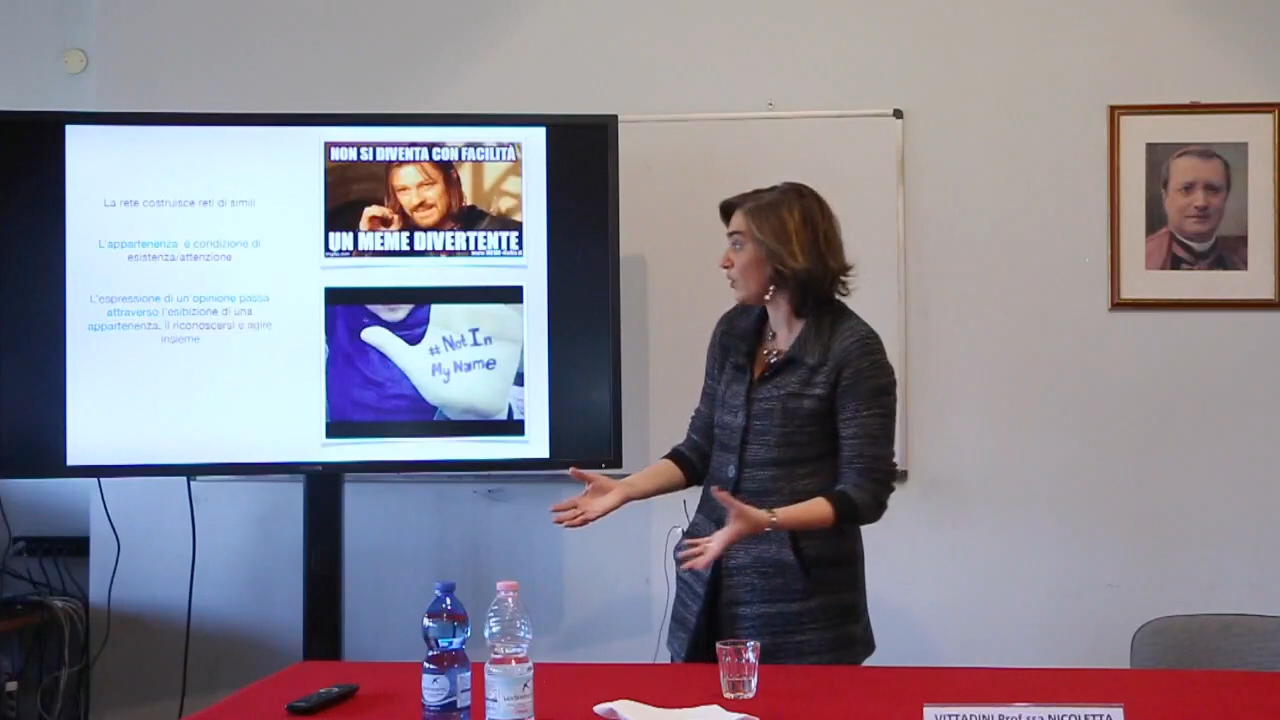 La rete costruisce reti di simili
L'appartenenza è condizione di
esistenza/attenzione
L'espressione di un'opinione passa
attraverso l'esibizione di una
appartenenza, il riconoscersi e agire
insieme
NON SI DIVENTA CON FACILITÀ
UN MEME DIVERTENTE
#NotIn
My Name
VITTADINI Prof.ssa NICOLETTA